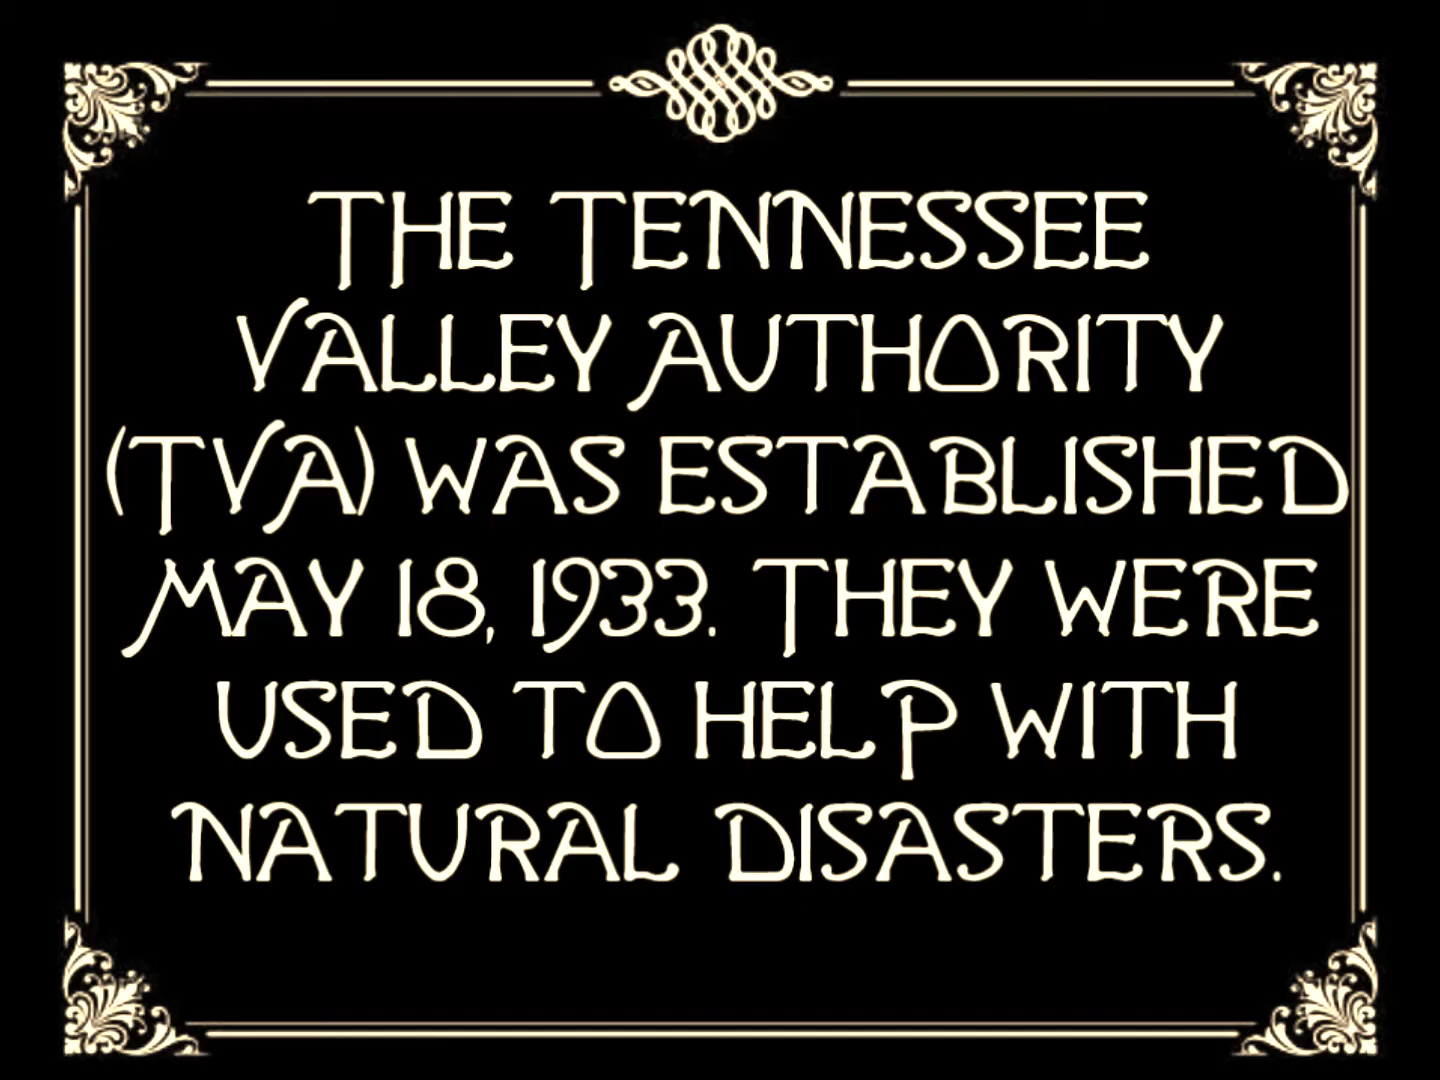 THE TENNESSEE
VALLEY AUTHORITY
(TVA) WAS ESTABLISHED
MAY 18, 1933. THEY WERE
USED TO HELP WITH
NATURAL DISASTERS.